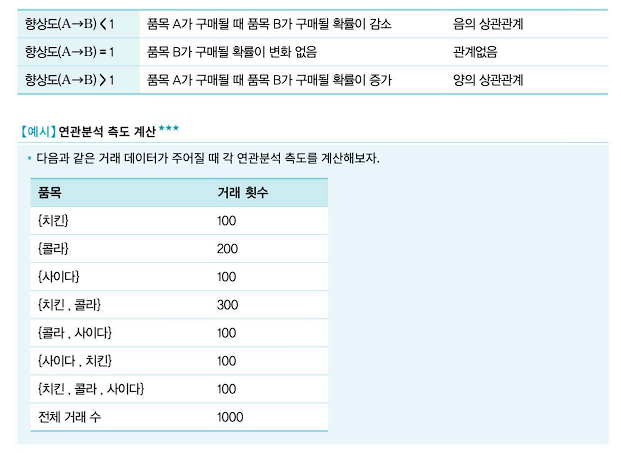 향상도(A→B) < 1 품목 A가 구매될 때 품목 B가 구매될 확률이 감소 음의 상관관계
향상도(A→B) = 1 품목 B가 구매될 확률이 변화 없음 관계없음
향상도(A→B) > 1 품목 A가 구매될 때 품목 B가 구매될 확률이 증가 양의 상관관계
【예시】연관분석 측도 계산 ★★★
• 다음과 같은 거래 데이터가 주어질 때 각 연관분석 측도를 계산해보자.
품목 거래 횟수
{치킨} 100
{콜라} 200
{사이다} 100
{치킨 , 콜라} 300
{콜라 , 사이다} 100
{사이다 , 치킨} 100
{치킨 , 콜라 , 사이다} 100
전체 거래 수 1000